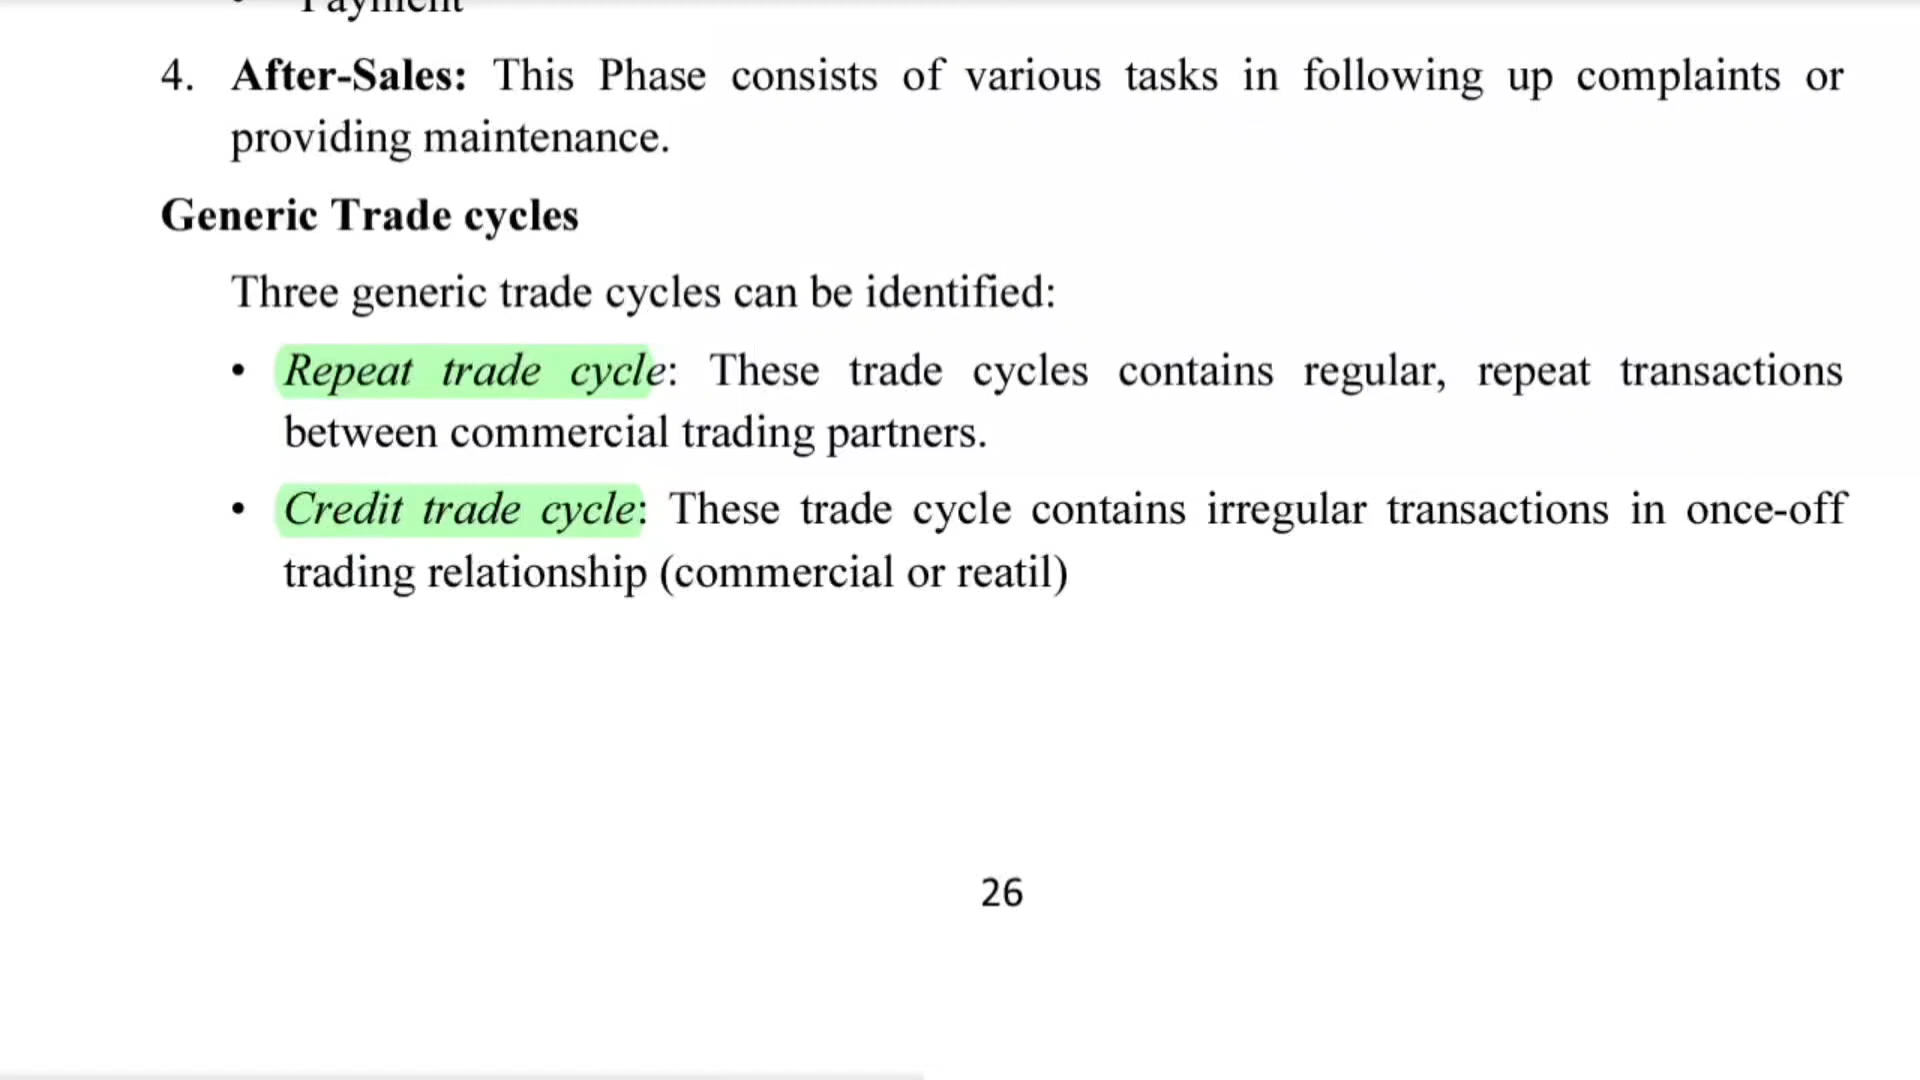 • Payment
4. After-Sales: This Phase consists of various tasks in following up complaints or
providing maintenance.
Generic Trade cycles
Three generic trade cycles can be identified:
• Repeat trade cycle: These trade cycles contains regular, repeat transactions
between commercial trading partners.
• Credit trade cycle: These trade cycle contains irregular transactions in once-off
trading relationship (commercial or reatil)
26